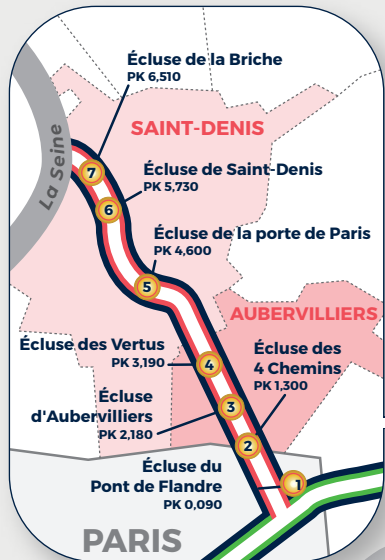 Écluse de la Briche
PK 6,510
SAINT-DENIS
La Seine
7
Écluse de Saint-Denis
PK 5,730
6
Écluse de la porte de Paris
PK 4,600
5
AUBERVILLIERS
Écluse des Vertus
PK 3,190
4
Écluse des
4 Chemins
PK 1,300
Écluse
d'Aubervilliers
PK 2,180
3
2
Écluse du
Pont de Flandre
PK 0,090
1
PARIS